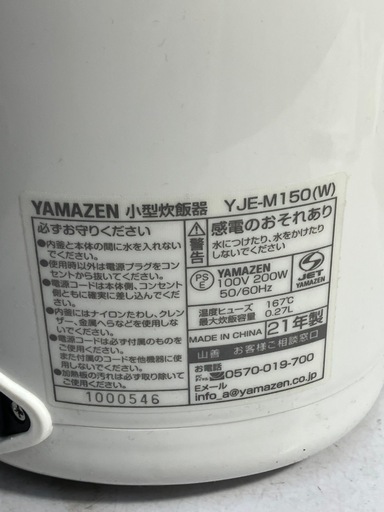 YAMAZEN 小型炊飯器 YJE-M150(W)
必ずお守りください
●内釜と本体の間に水を入れない
でください。
●使用時以外は電源プラグをコンセ
ントから抜いてください。
●電源コードは本体側、コンセント
側ともに確実に差し込んでくだ
さい。
●内釜にはナイロンたわし、クレン
ザー、金属へらなどを使用しな
いでください。
●電源コードは必ず付属のものを
ご使用ください。
また付属のコードを他機器に使
用しないでください。
●加熱板の汚れは必ず拭き取ってください。
1000546
警告
感電のおそれあり
水につけたり、水をかけたり
しないでください。
PS
E
YAMAZEN
100V 200W
50/60Hz
JET
YAMAZEN
温度ヒューズ 167℃
最大炊飯容量 0.27L
MADE IN CHINA 21年製
山善 お客様ご相談窓口
お電話
ナビダイヤル 0570-019-700
Eメール
info_a@yamazen.co.jp